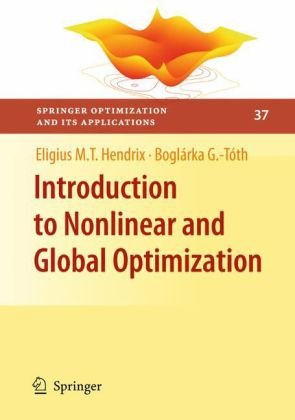 SPRINGER OPTIMIZATION
AND ITS APPLICATIONS
37
Eligius M.T. Hendrix · Boglárka G.-Tóth
Introduction
to Nonlinear and
Global Optimization
Springer